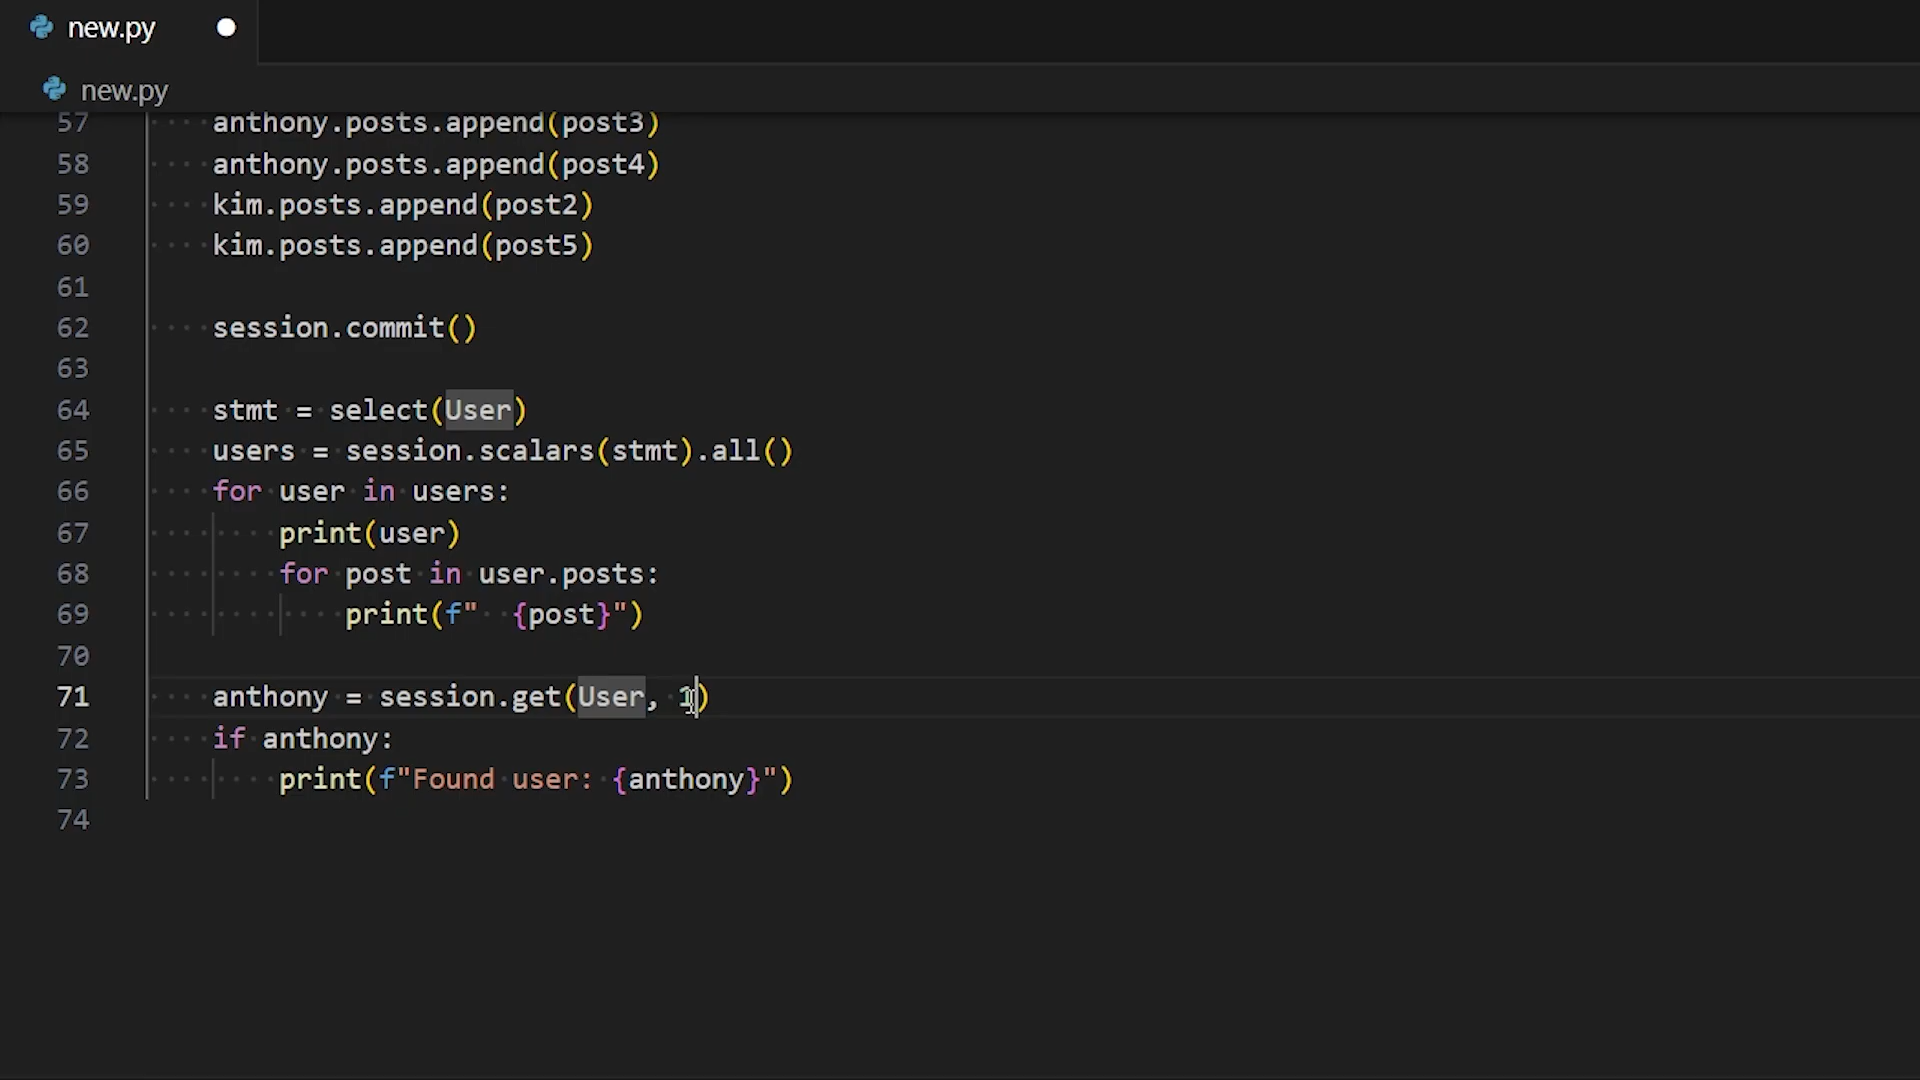 new.py
new.py
57 anthony.posts.append(post3)
58 anthony.posts.append(post4)
59 kim.posts.append(post2)
60 kim.posts.append(post5)
61
62 session.commit()
63
64 stmt = select(User)
65 users = session.scalars(stmt).all()
66 for user in users:
67 print(user)
68 for post in user.posts:
69 print(f"  {post}")
70
71 anthony = session.get(User, 1)
72 if anthony:
73 print(f"Found user: {anthony}")
74